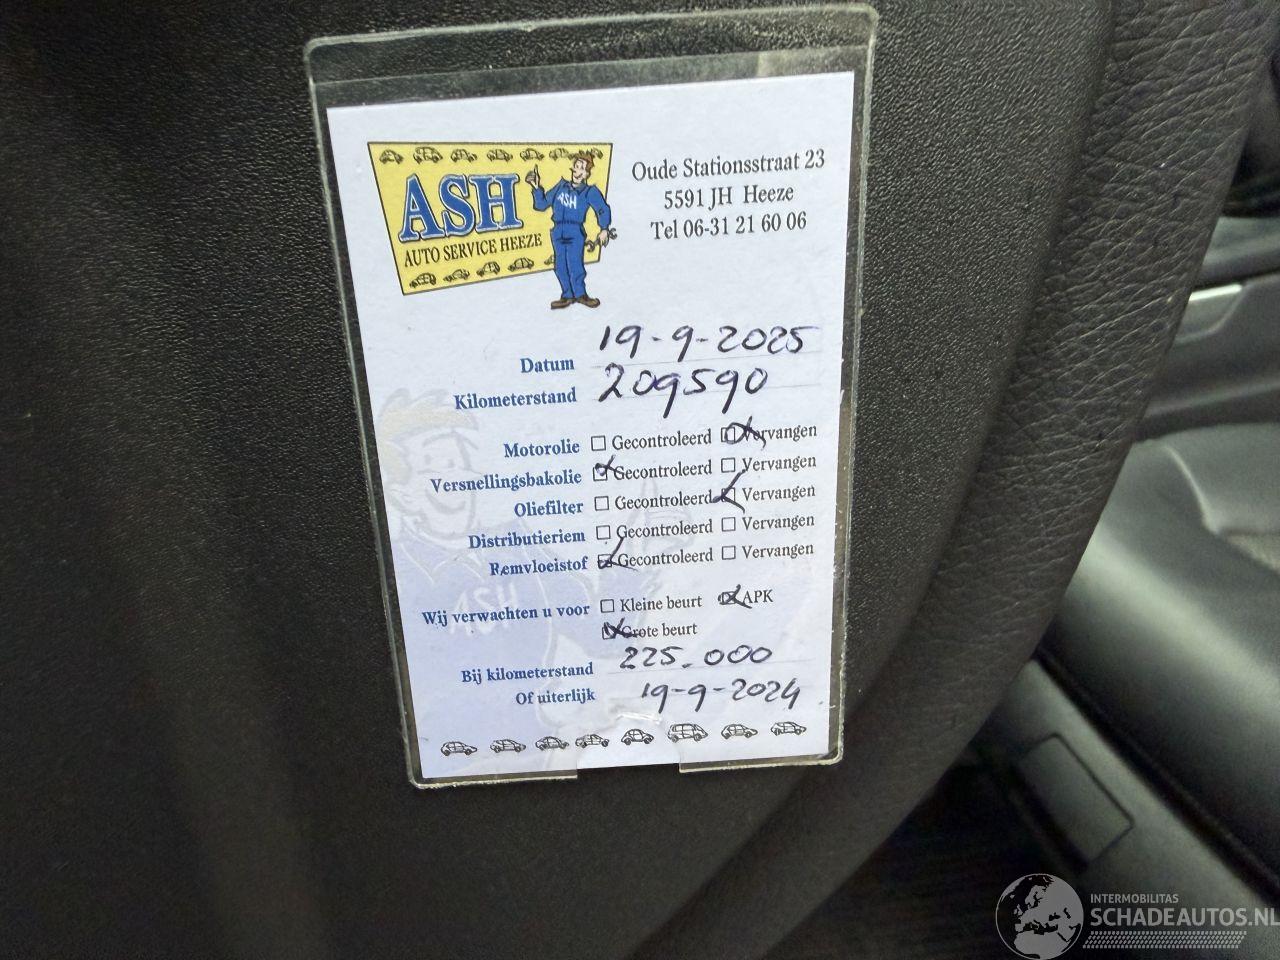 ASH
AUTO SERVICE HEEZE
ASH
Oude Stationsstraat 23
5591 JH Heeze
Tel 06-31 21 60 06
Datum 19-9-2025
Kilometerstand 209590
Motorolie Gecontroleerd Vervangen
Versnellingsbakolie Gecontroleerd Vervangen
Oliefilter Gecontroleerd Vervangen
Distributieriem Gecontroleerd Vervangen
Remvloeistof Gecontroleerd Vervangen
Wij verwachten u voor Kleine beurt APK
Grote beurt
Bij kilometerstand 225.000
Of uiterlijk 19-9-2024
ASH
INTERMOBILITAS
SCHADEAUTOS.NL